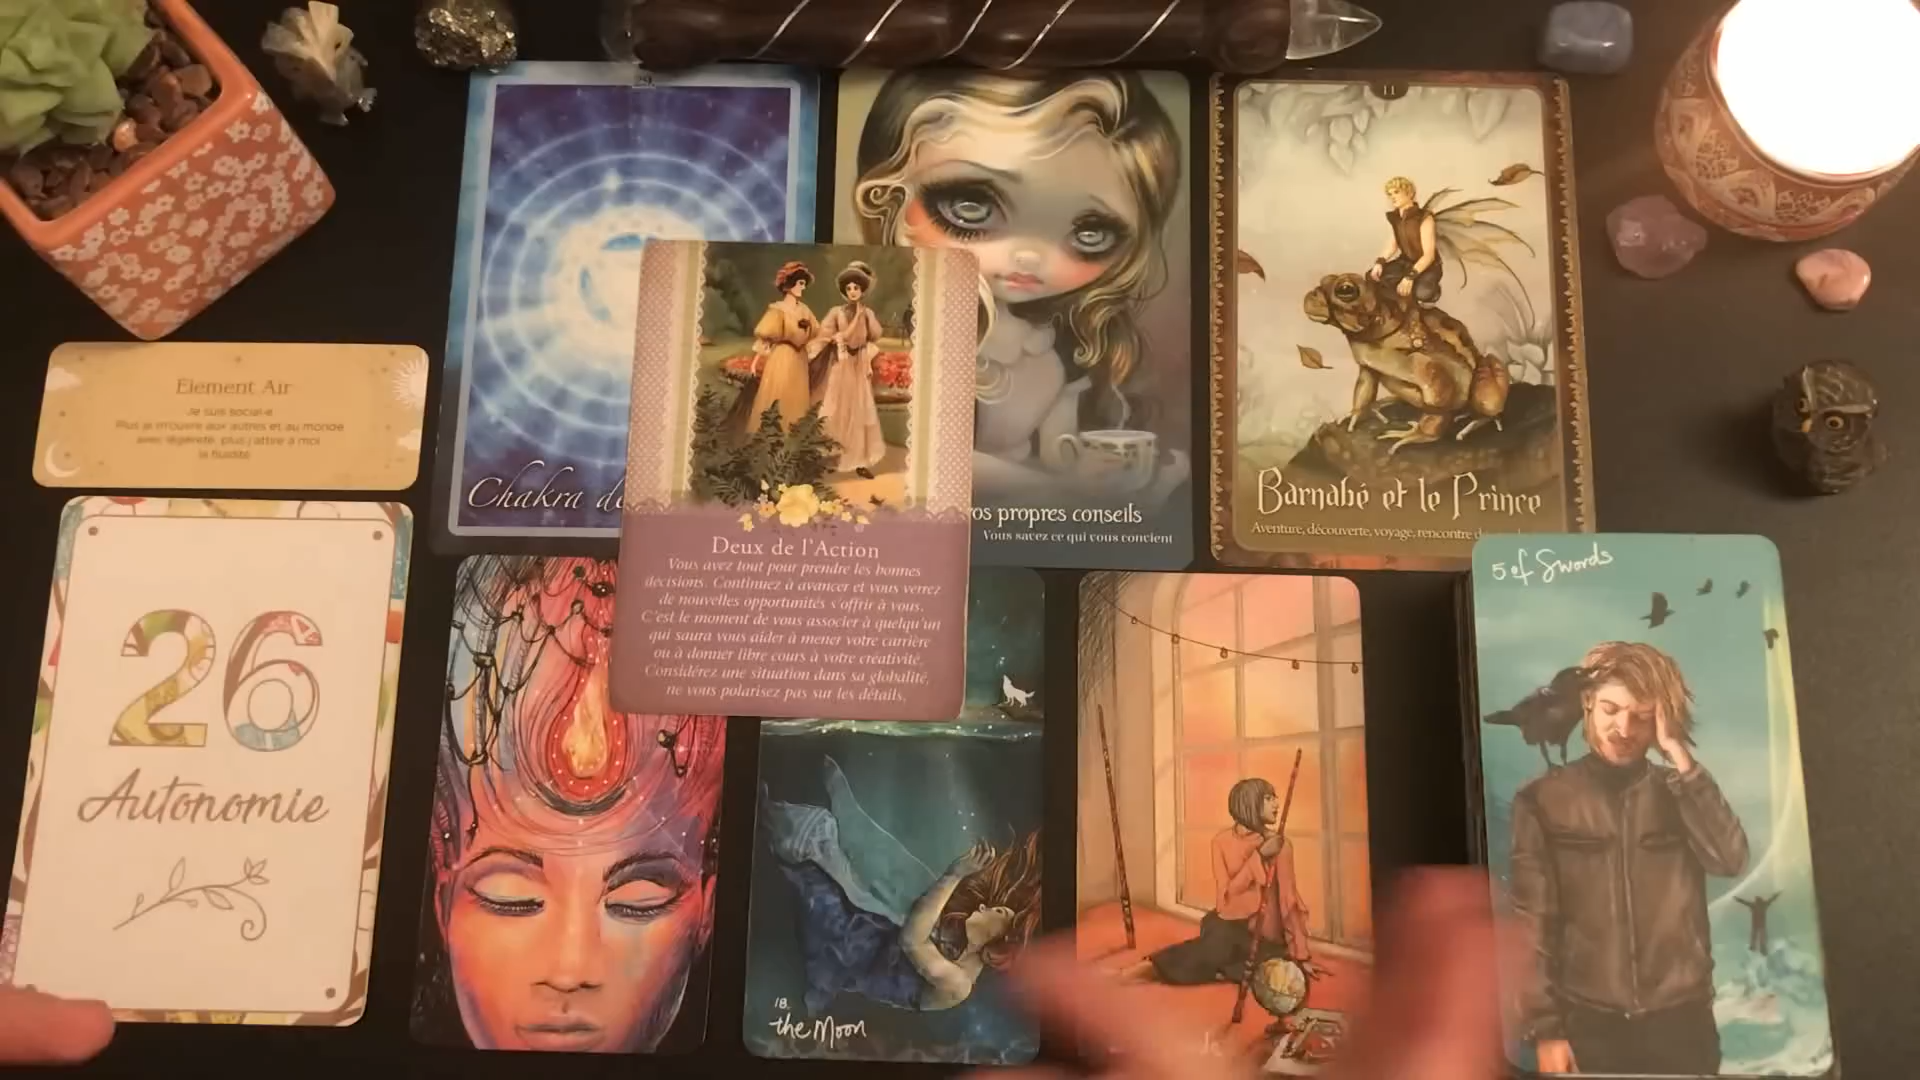 29
Chakra de
vos propres conseils
Vous savez ce qui vous convient
11
Barnabé et le Prince
Aventure, découverte, voyage, rencontre
Element Air
Je suis social·e
Plus je m'ouvre aux autres et au monde
avec légèreté, plus j'attire à moi
la fluidité
Deux de l'Action
Vous avez tout pour prendre les bonnes
décisions. Continuez à avancer et vous verrez
de nouvelles opportunités s'offrir à vous.
C'est le moment de vous associer à quelqu'un
qui saura vous aider à mener votre carrière
ou à donner libre cours à votre créativité.
Considérez une situation dans sa globalité,
ne vous polarisez pas sur les détails.
26
Autonomie
18.
the Moon
5 of Swords